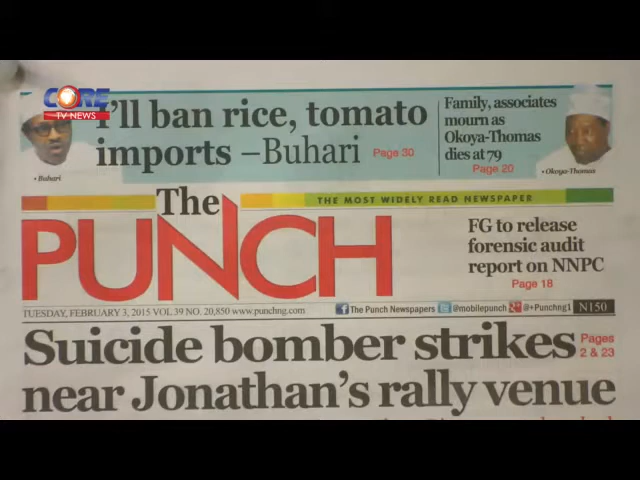 CORE
TV NEWS
I'll ban rice, tomato
imports –Buhari Page 30
• Buhari
Family, associates
mourn as
Okoya-Thomas
dies at 79
Page 20
• Okoya-Thomas
The
PUNCH
THE MOST WIDELY READ NEWSPAPER
FG to release
forensic audit
report on NNPC
Page 18
TUESDAY, FEBRUARY 3, 2015 VOL 39 NO. 20,850 www.punchng.com
The Punch Newspapers @mobilepunch @+Punchng1 N150
Suicide bomber strikes Pages
2 & 23
near Jonathan's rally venue